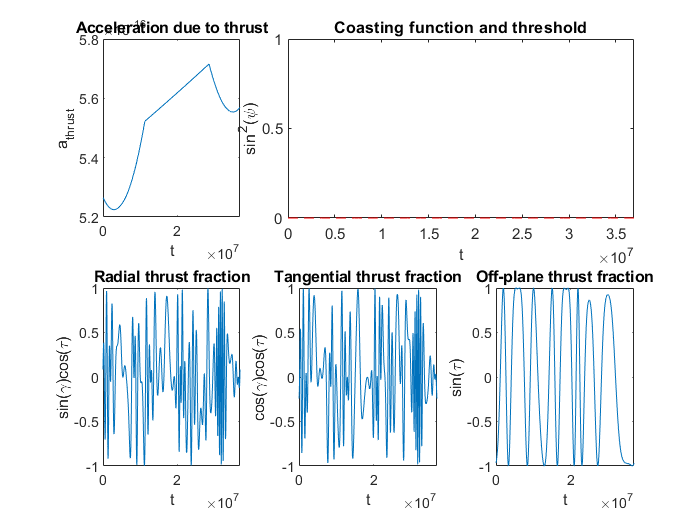 Acceleration due to thrust
Coasting function and threshold
5.8
5.6
5.4
5.2
a_thrust
0
2
×10^7
t
1
0.5
0
sin^2(ψ)
0
0.5
1
1.5
2
2.5
3
3.5
×10^7
t
Radial thrust fraction
Tangential thrust fraction
Off-plane thrust fraction
1
0.5
0
-0.5
-1
sin(γ)cos(τ)
0
2
×10^7
t
1
0.5
0
-0.5
-1
cos(γ)cos(τ)
0
2
×10^7
t
1
0.5
0
-0.5
-1
sin(τ)
0
2
×10^7
t